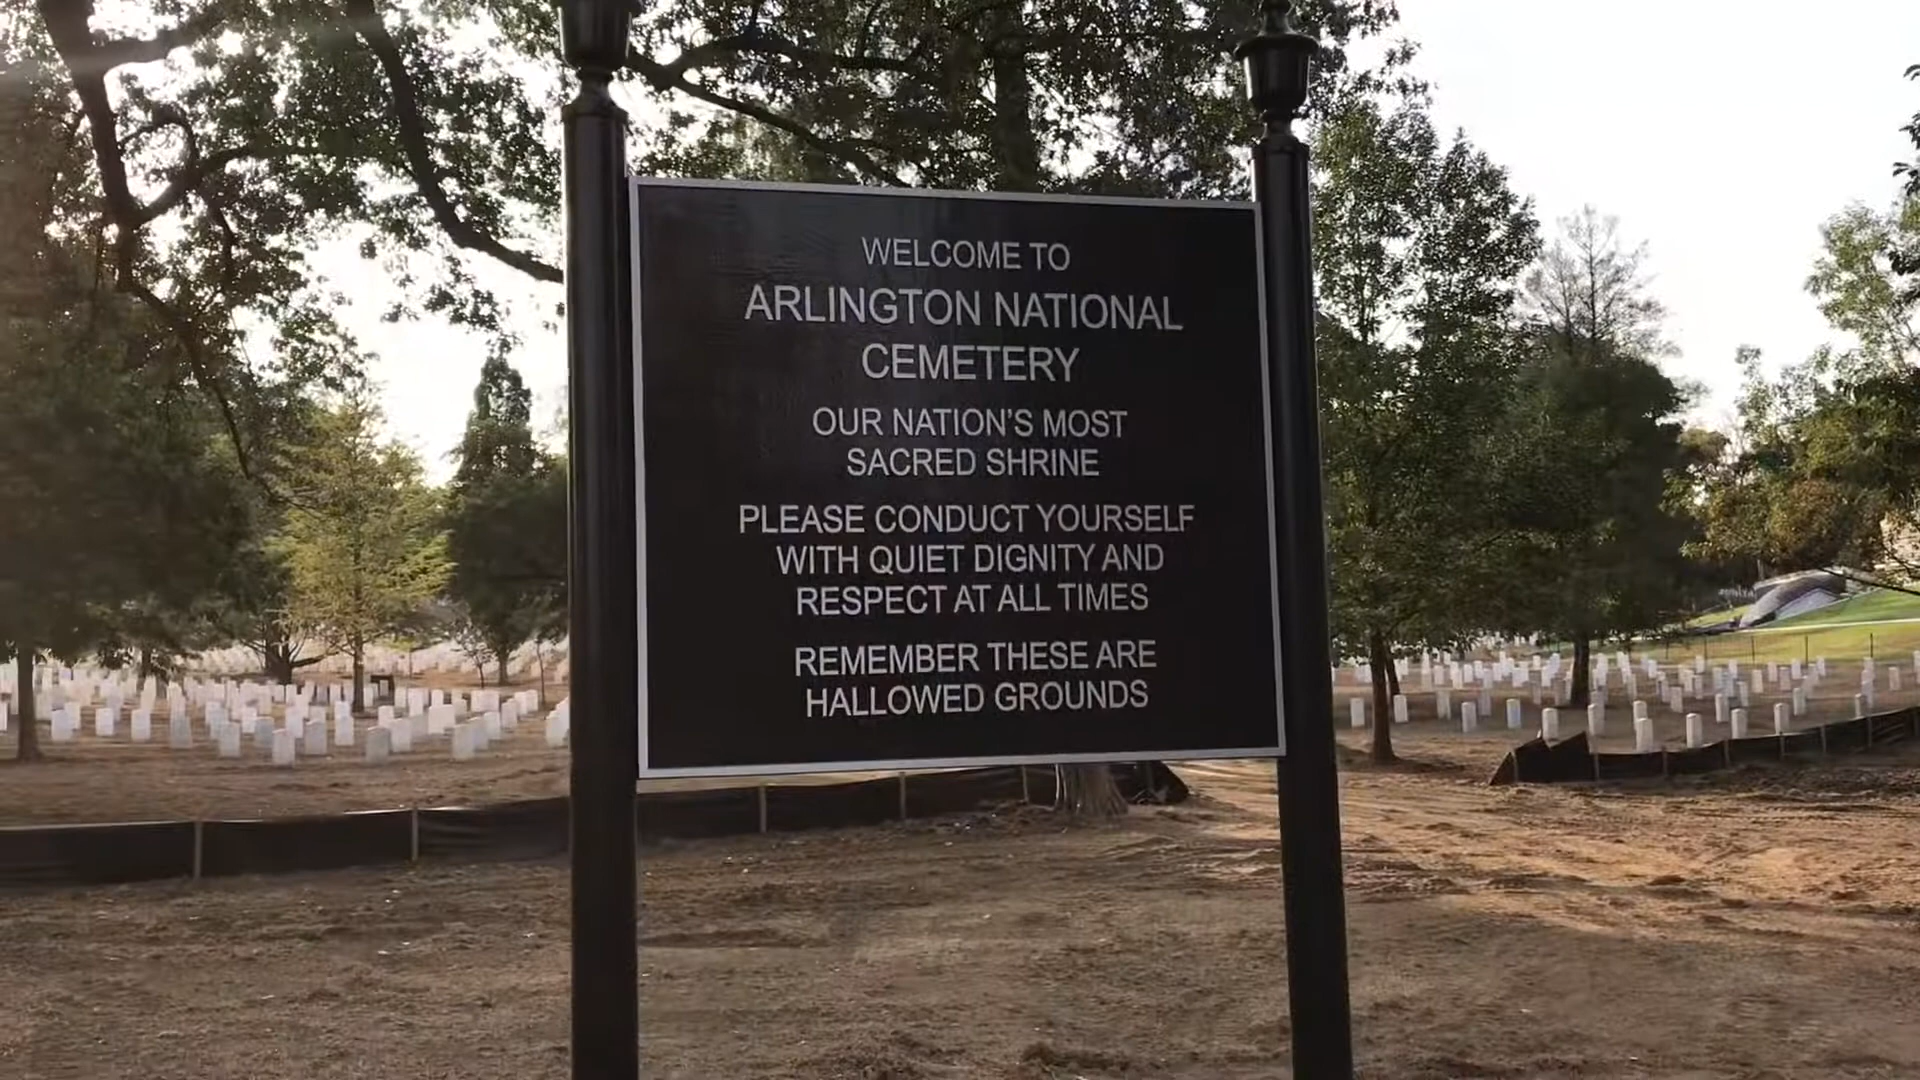 WELCOME TO
ARLINGTON NATIONAL
CEMETERY
OUR NATION'S MOST
SACRED SHRINE
PLEASE CONDUCT YOURSELF
WITH QUIET DIGNITY AND
RESPECT AT ALL TIMES
REMEMBER THESE ARE
HALLOWED GROUNDS